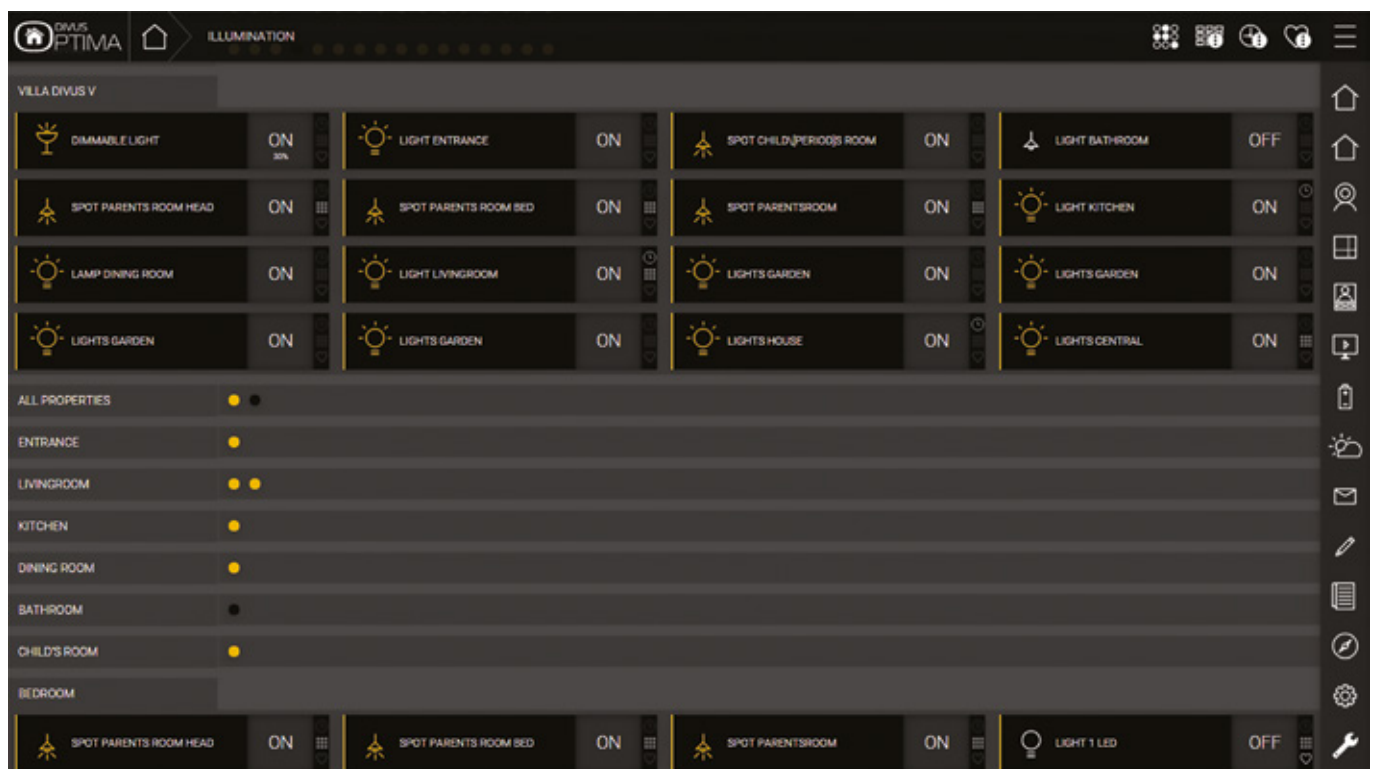 DIVUS
OPTIMA
ILLUMINATION
VILLA DIVUS V
DIMMABLE LIGHT ON 30%
LIGHT ENTRANCE ON
SPOT CHILD\(PERIOD)S ROOM ON
LIGHT BATHROOM OFF
SPOT PARENTS ROOM HEAD ON
SPOT PARENTS ROOM BED ON
SPOT PARENTSROOM ON
LIGHT KITCHEN ON
LAMP DINING ROOM ON
LIGHT LIVINGROOM ON
LIGHTS GARDEN ON
LIGHTS GARDEN ON
LIGHTS GARDEN ON
LIGHTS GARDEN ON
LIGHTS HOUSE ON
LIGHTS CENTRAL ON
ALL PROPERTIES
ENTRANCE
LIVINGROOM
KITCHEN
DINING ROOM
BATHROOM
CHILD'S ROOM
BEDROOM
SPOT PARENTS ROOM HEAD ON
SPOT PARENTS ROOM BED ON
SPOT PARENTSROOM ON
LIGHT 1 LED OFF